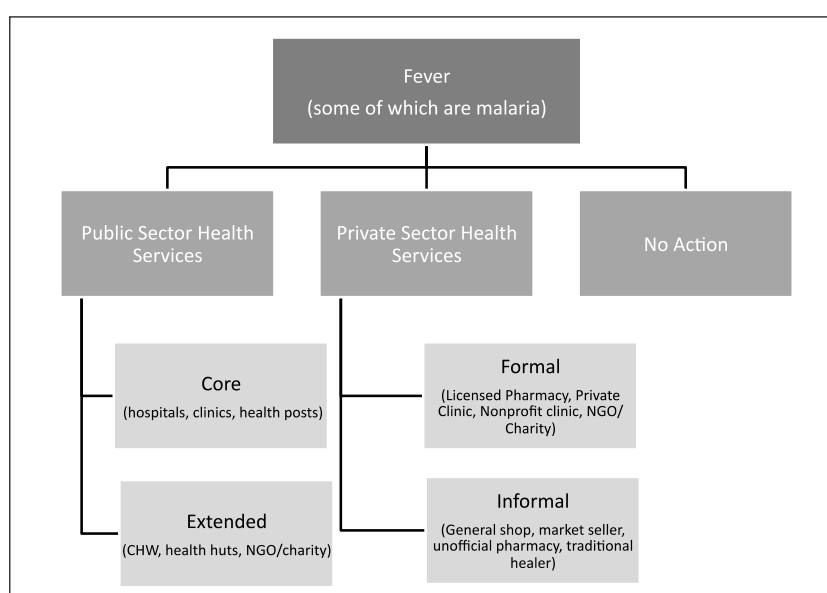 Fever
(some of which are malaria)
Public Sector Health
Services
Private Sector Health
Services
No Action
Core
(hospitals, clinics, health posts)
Extended
(CHW, health huts, NGO/charity)
Formal
(Licensed Pharmacy, Private
Clinic, Nonprofit clinic, NGO/
Charity)
Informal
(General shop, market seller,
unofficial pharmacy, traditional
healer)